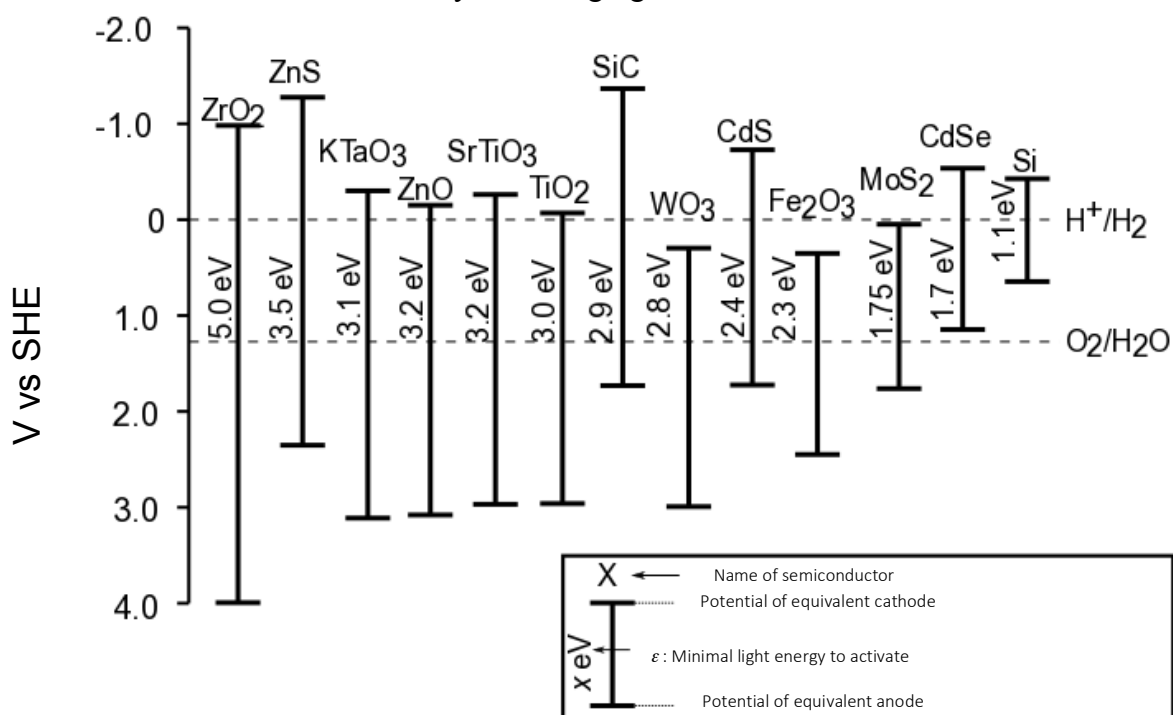 -2.0
-1.0
0
1.0
2.0
3.0
4.0
V vs SHE
ZrO2
5.0 eV
ZnS
3.5 eV
KTaO3
3.1 eV
ZnO
3.2 eV
SrTiO3
3.2 eV
TiO2
3.0 eV
SiC
2.9 eV
WO3
2.8 eV
CdS
2.4 eV
Fe2O3
2.3 eV
MoS2
1.75 eV
CdSe
1.7 eV
Si
1.1 eV
H+/H2
O2/H2O
X
Name of semiconductor
Potential of equivalent cathode
x eV
ε : Minimal light energy to activate
Potential of equivalent anode